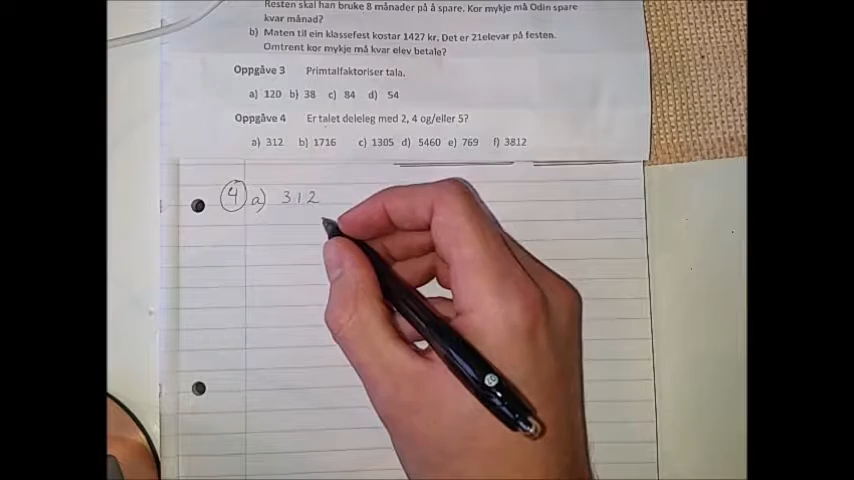 Resten skal han bruke 8 månader på å spare. Kor mykje må Odin spare
kvar månad?
b) Maten til ein klassefest kostar 1427 kr. Det er 21elevar på festen.
Omtrent kor mykje må kvar elev betale?
Oppgåve 3 Primtalfaktoriser tala.
a) 120 b) 38 c) 84 d) 54
Oppgåve 4 Er talet deleleg med 2, 4 og/eller 5?
a) 312 b) 1716 c) 1305 d) 5460 e) 769 f) 3812
4 a) 312